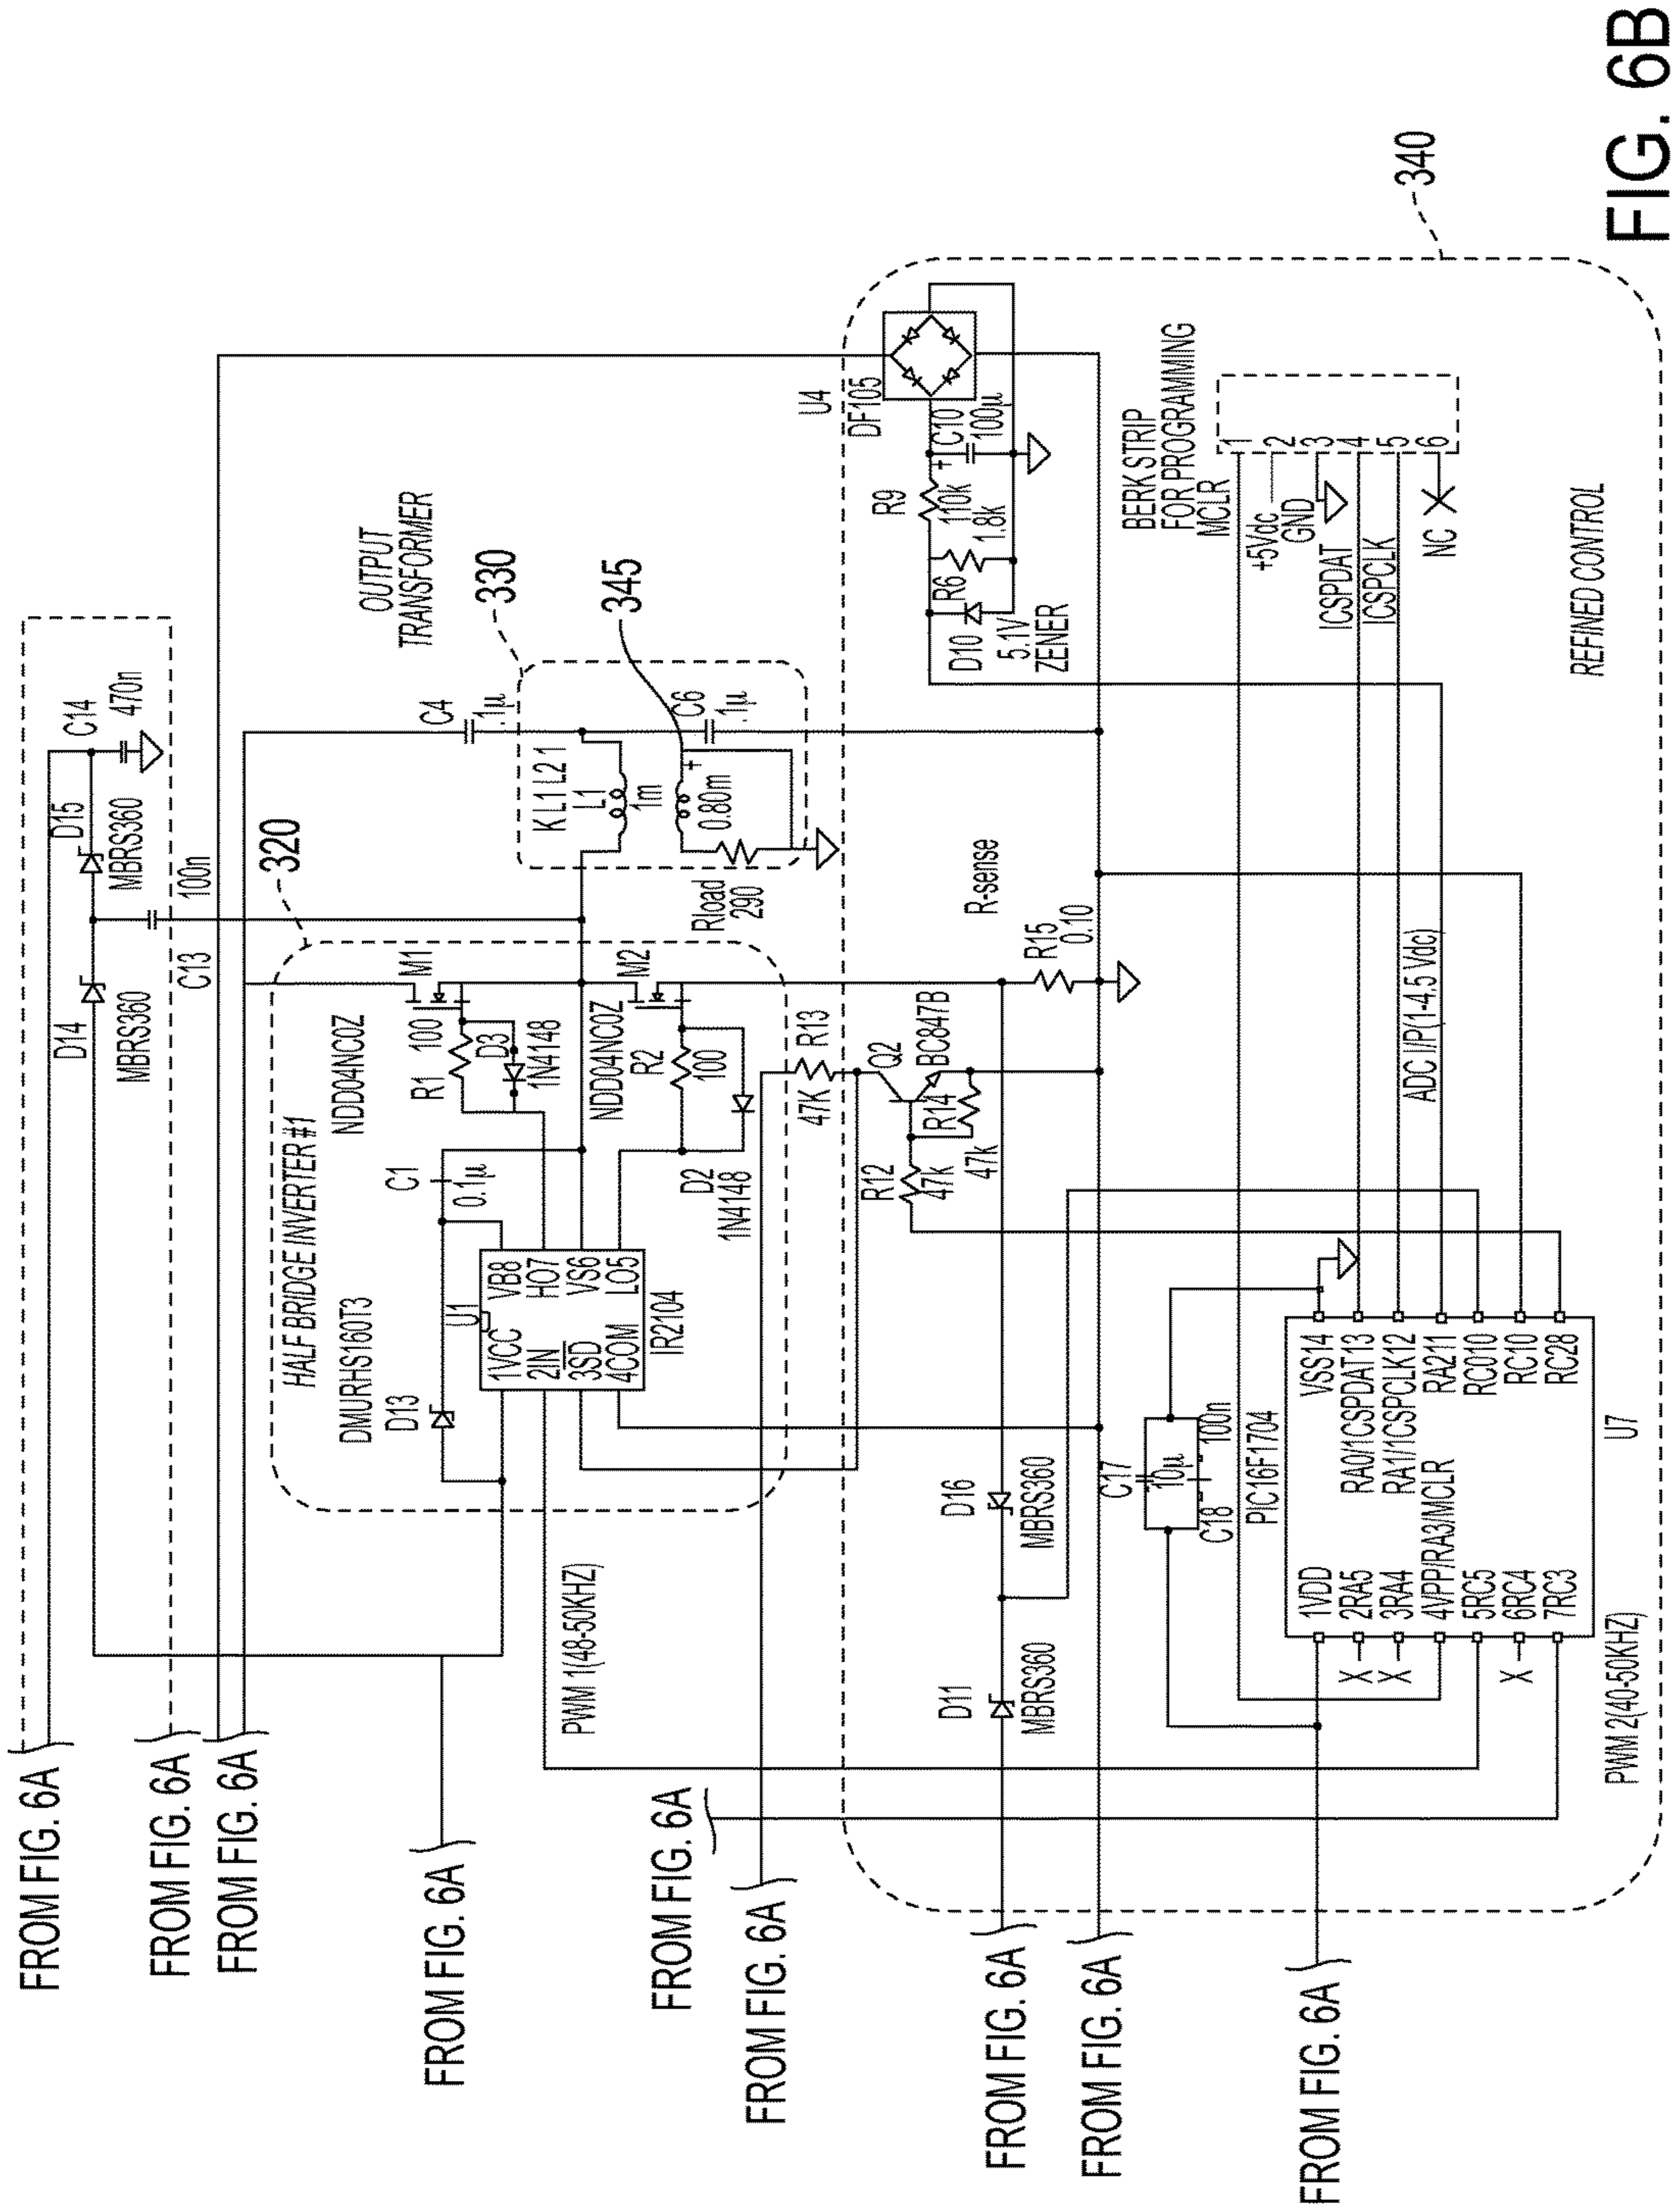 FROM FIG. 6A
FROM FIG. 6A
FROM FIG. 6A
FROM FIG. 6A
FROM FIG. 6A
FROM FIG. 6A
FROM FIG. 6A
FROM FIG. 6A
FROM FIG. 6A
D14
MBRS360
D15
MBRS360
C14
470n
C13
100n
320
HALF BRIDGE INVERTER #1
DMURHS160T3
D13
C1
0.1µ
U1
1VCC
2IN
3SD
4COM
VB8
HO7
VS6
LO5
IR2104
NDD04NC0Z
M1
R1
100
D3
1N4148
NDD04NC0Z
M2
R2
100
D2
1N4148
OUTPUT
TRANSFORMER
330
345
K L1 L2 1
L1
1m
0.80m
+
Rload
290
C4
.1µ
C6
.1µ
PWM 1(48-50KHZ)
R13
47K
Q2
BC847B
R14
47k
R12
47k
R-sense
R15
0.10
U4
DF105
C10
100µ
+
R9
110k
R6
1.8k
D10
5.1V
ZENER
340
D11
MBRS360
D16
MBRS360
C17
10µ
C18
100n
PIC16F1704
U7
1VDD
2RA5
3RA4
4VPP/RA3/MCLR
5RC5
6RC4
7RC3
VSS14
RA0/1CSPDAT13
RA1/1CSPCLK12
RA211
RC010
RC10
RC28
X
X
X
PWM 2(40-50KHZ)
ADC I/P(1-4.5 Vdc)
BERK STRIP
FOR PROGRAMMING
MCLR
+5Vdc
GND
ICSPDAT
ICSPCLK
NC
1
2
3
4
5
6
REFINED CONTROL
FIG. 6B